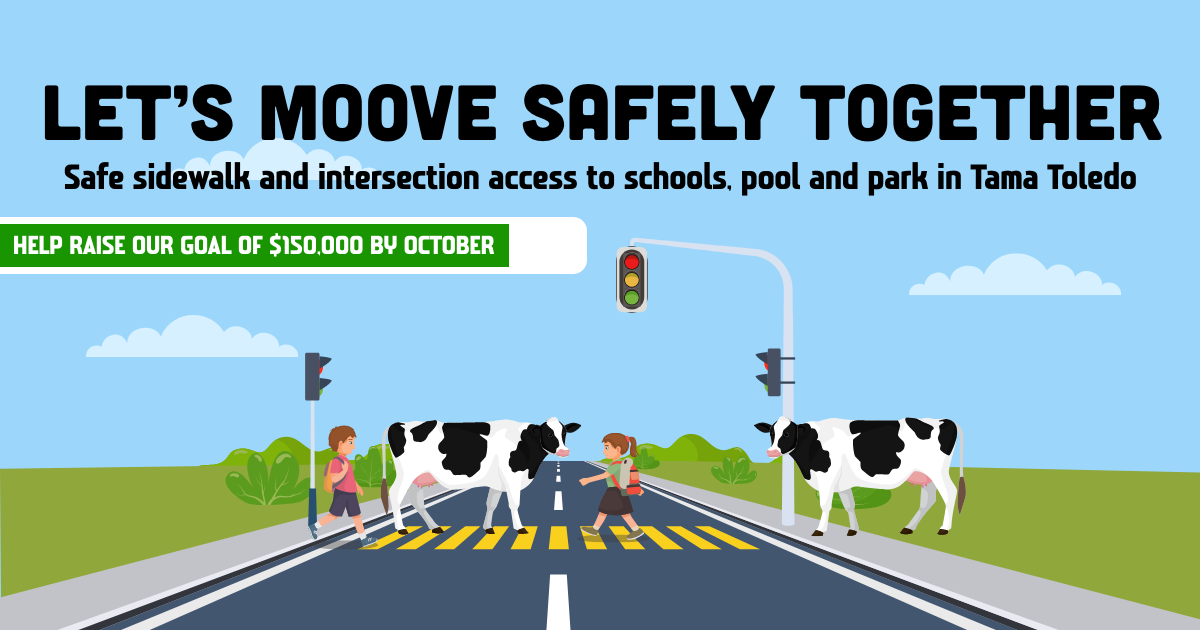 LET'S MOOVE SAFELY TOGETHER
Safe sidewalk and intersection access to schools, pool and park in Tama Toledo
HELP RAISE OUR GOAL OF $150,000 BY OCTOBER